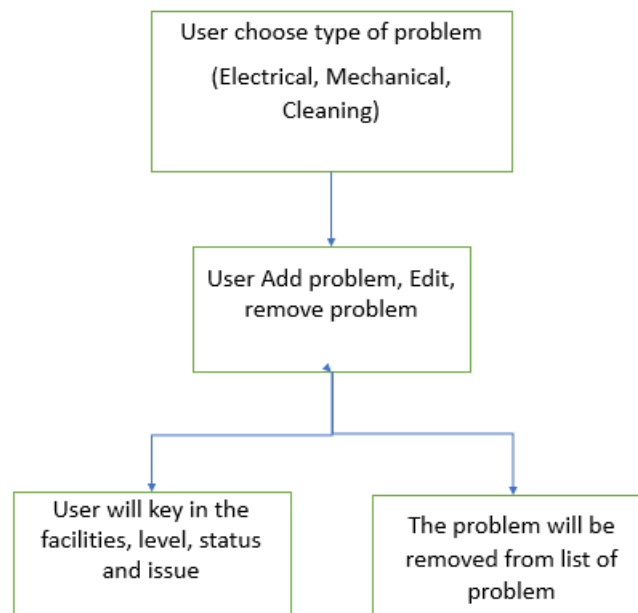 User choose type of problem
(Electrical, Mechanical,
Cleaning)
User Add problem, Edit,
remove problem
User will key in the
facilities, level, status
and issue
The problem will be
removed from list of
problem